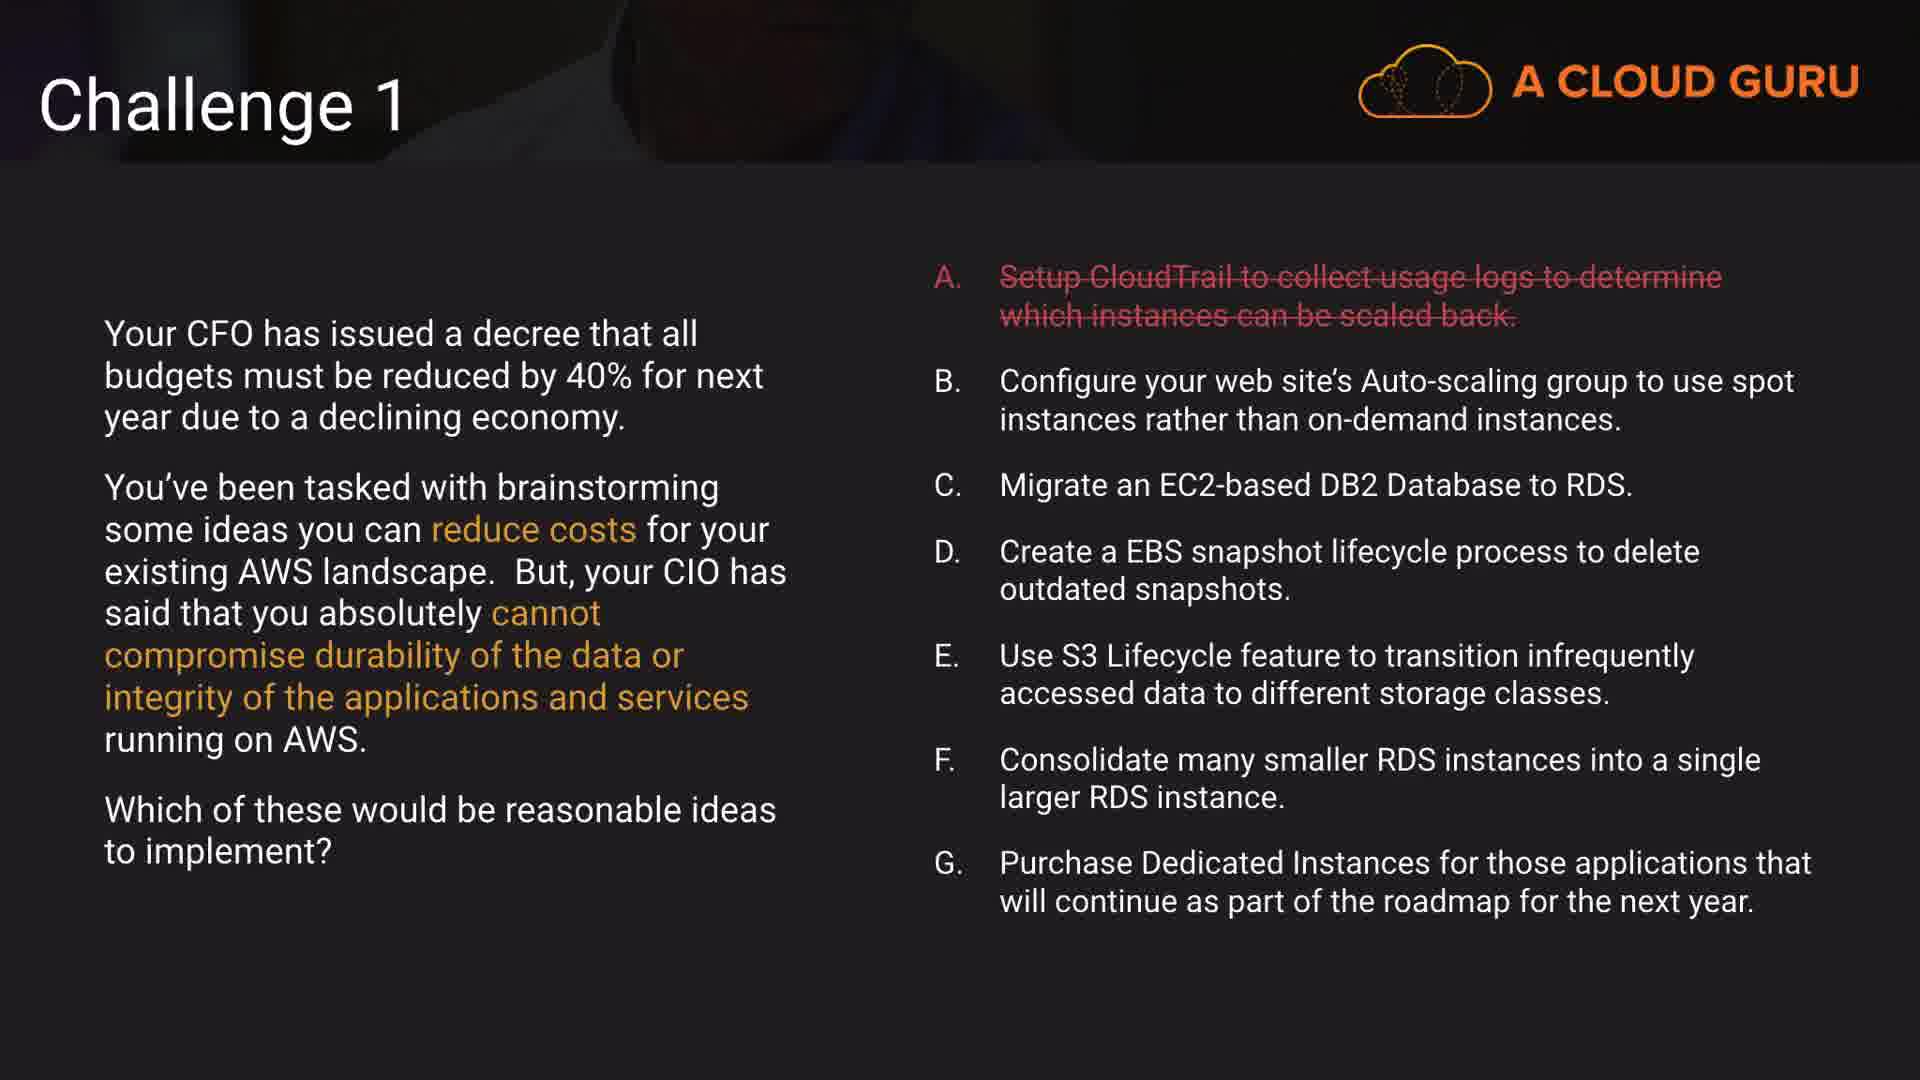 Challenge 1
A CLOUD GURU
Your CFO has issued a decree that all
budgets must be reduced by 40% for next
year due to a declining economy.
You’ve been tasked with brainstorming
some ideas you can reduce costs for your
existing AWS landscape.  But, your CIO has
said that you absolutely cannot
compromise durability of the data or
integrity of the applications and services
running on AWS.
Which of these would be reasonable ideas
to implement?
A. Setup CloudTrail to collect usage logs to determine
which instances can be scaled back.
B. Configure your web site’s Auto-scaling group to use spot
instances rather than on-demand instances.
C. Migrate an EC2-based DB2 Database to RDS.
D. Create a EBS snapshot lifecycle process to delete
outdated snapshots.
E. Use S3 Lifecycle feature to transition infrequently
accessed data to different storage classes.
F. Consolidate many smaller RDS instances into a single
larger RDS instance.
G. Purchase Dedicated Instances for those applications that
will continue as part of the roadmap for the next year.